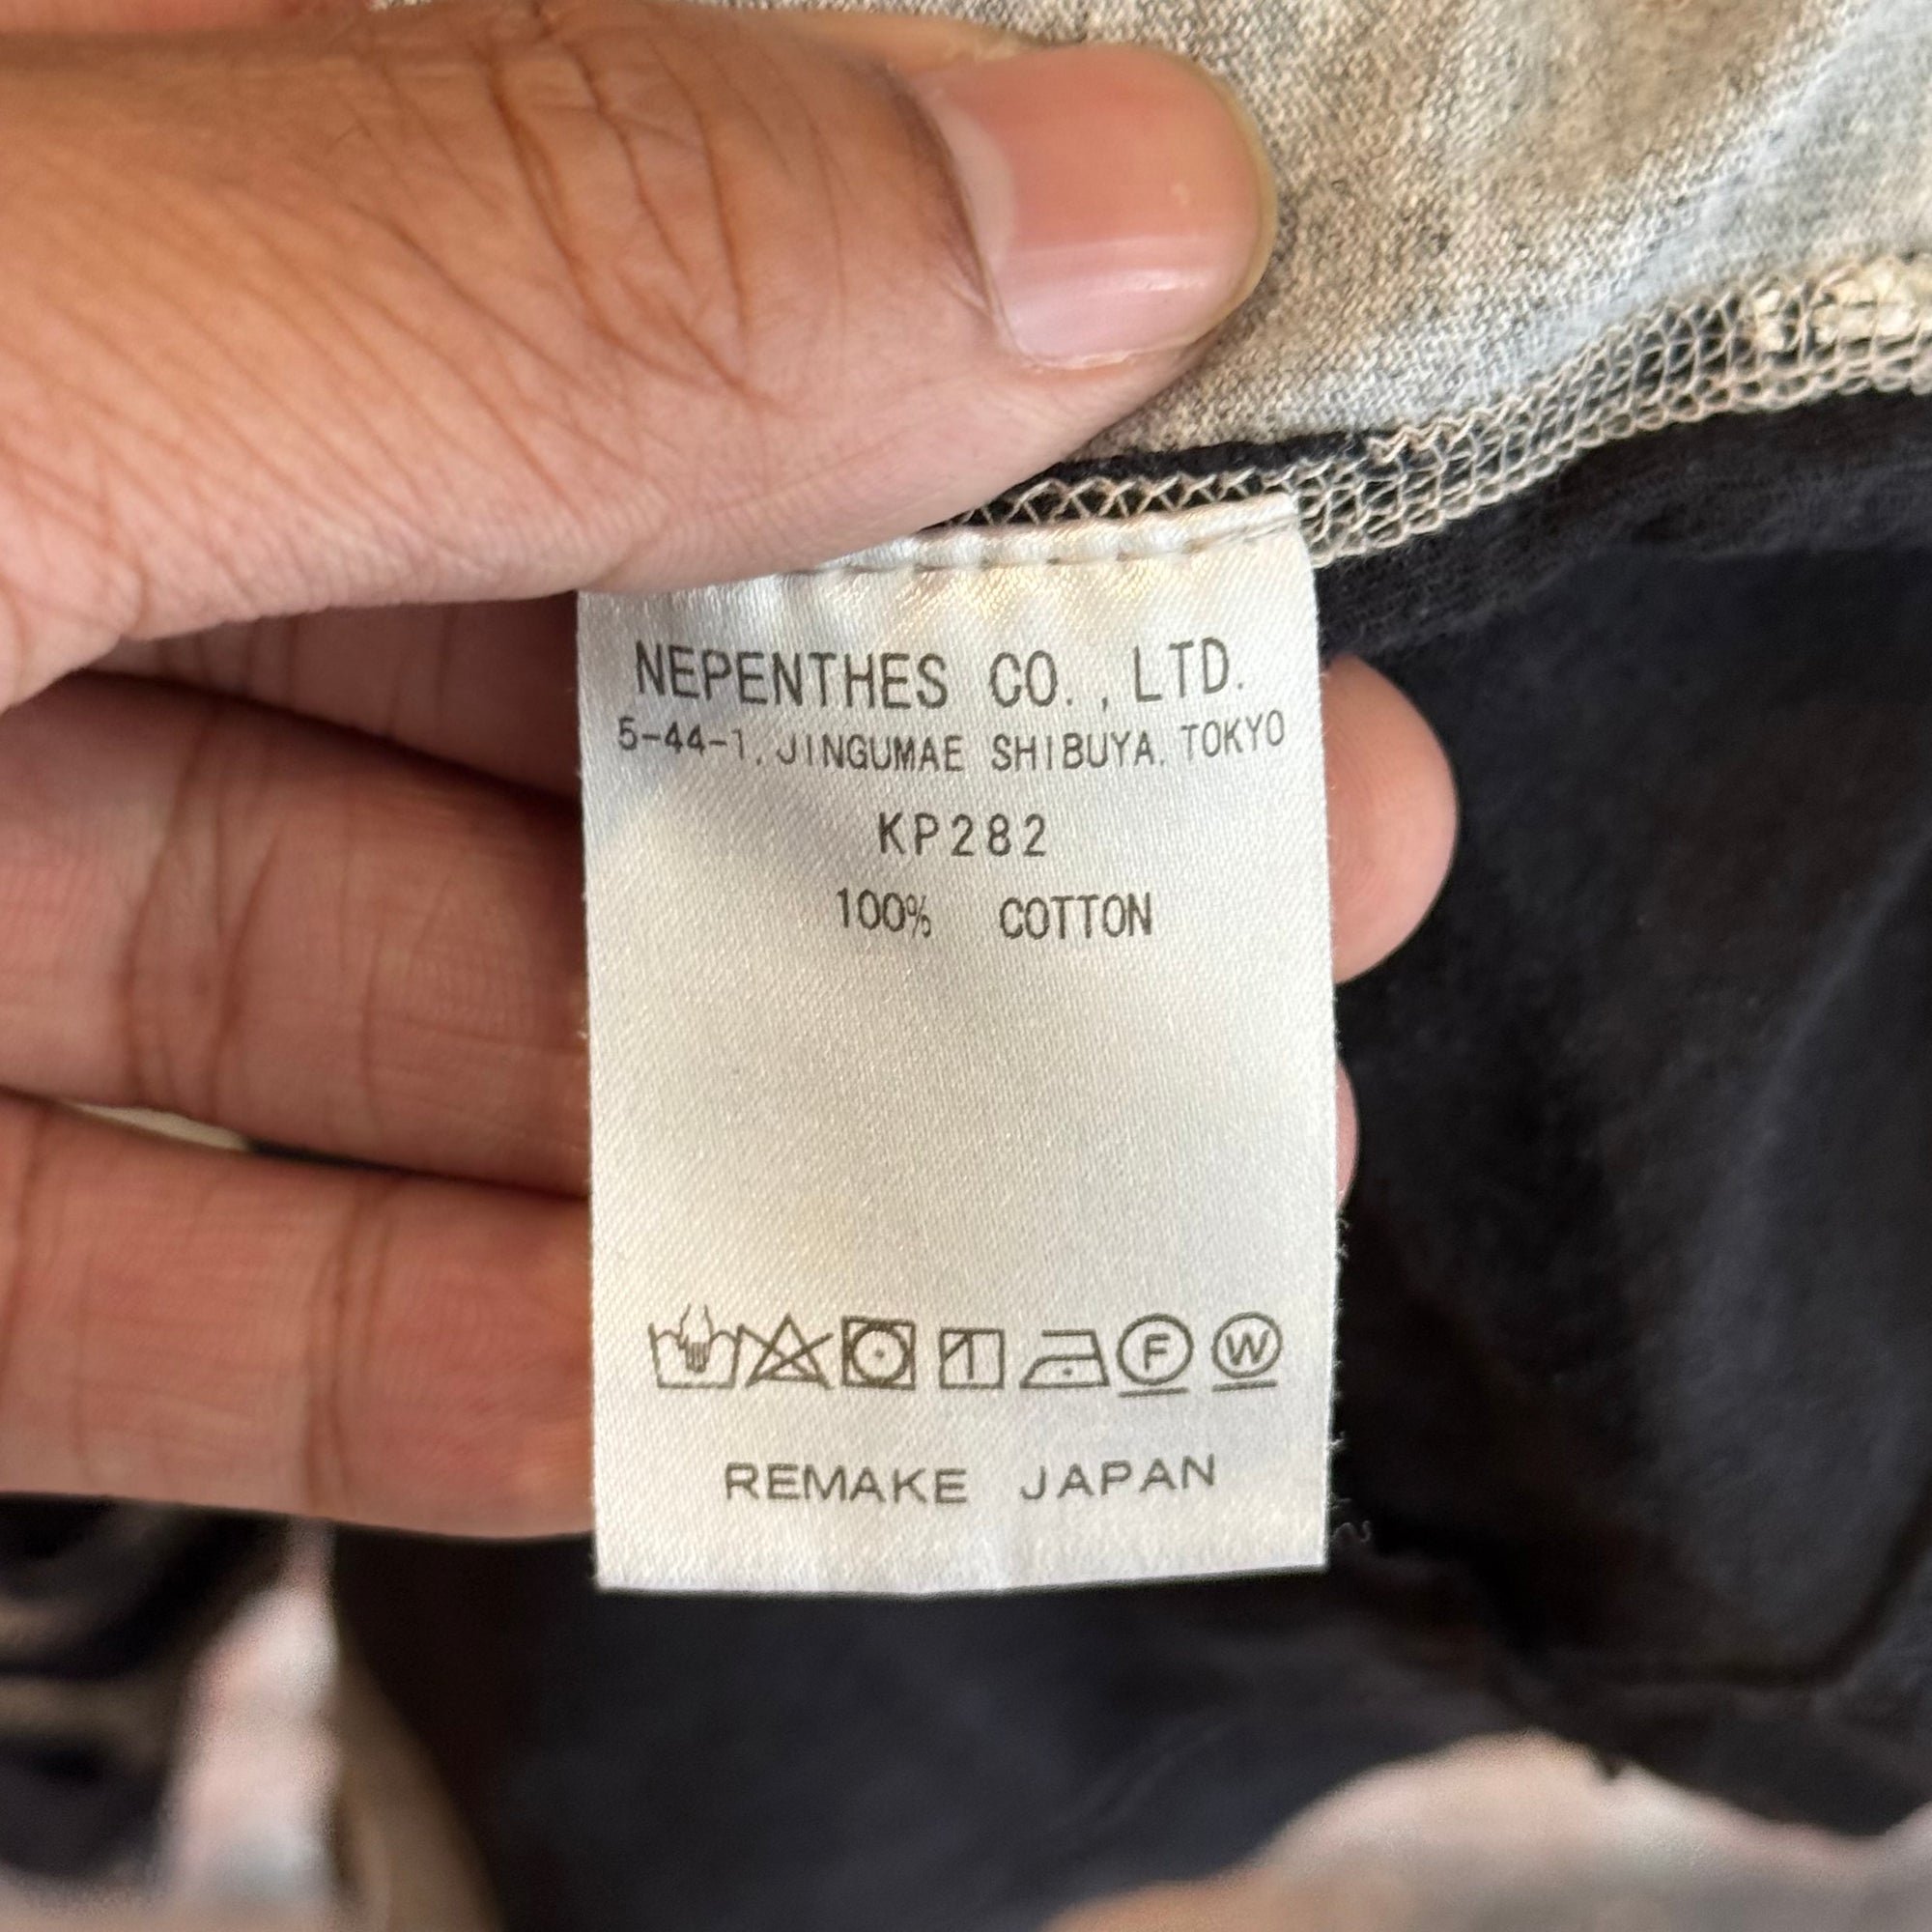 NEPENTHES CO.,LTD.
5-44-1, JINGUMAE SHIBUYA. TOKYO
KP282
100% COTTON
F W
REMAKE JAPAN